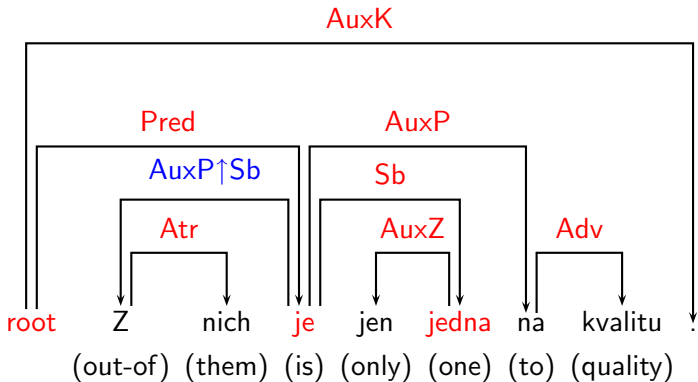 AuxK
Pred AuxP
AuxP↑Sb Sb
Atr AuxZ Adv
root Z nich je jen jedna na kvalitu .
(out-of) (them) (is) (only) (one) (to) (quality)